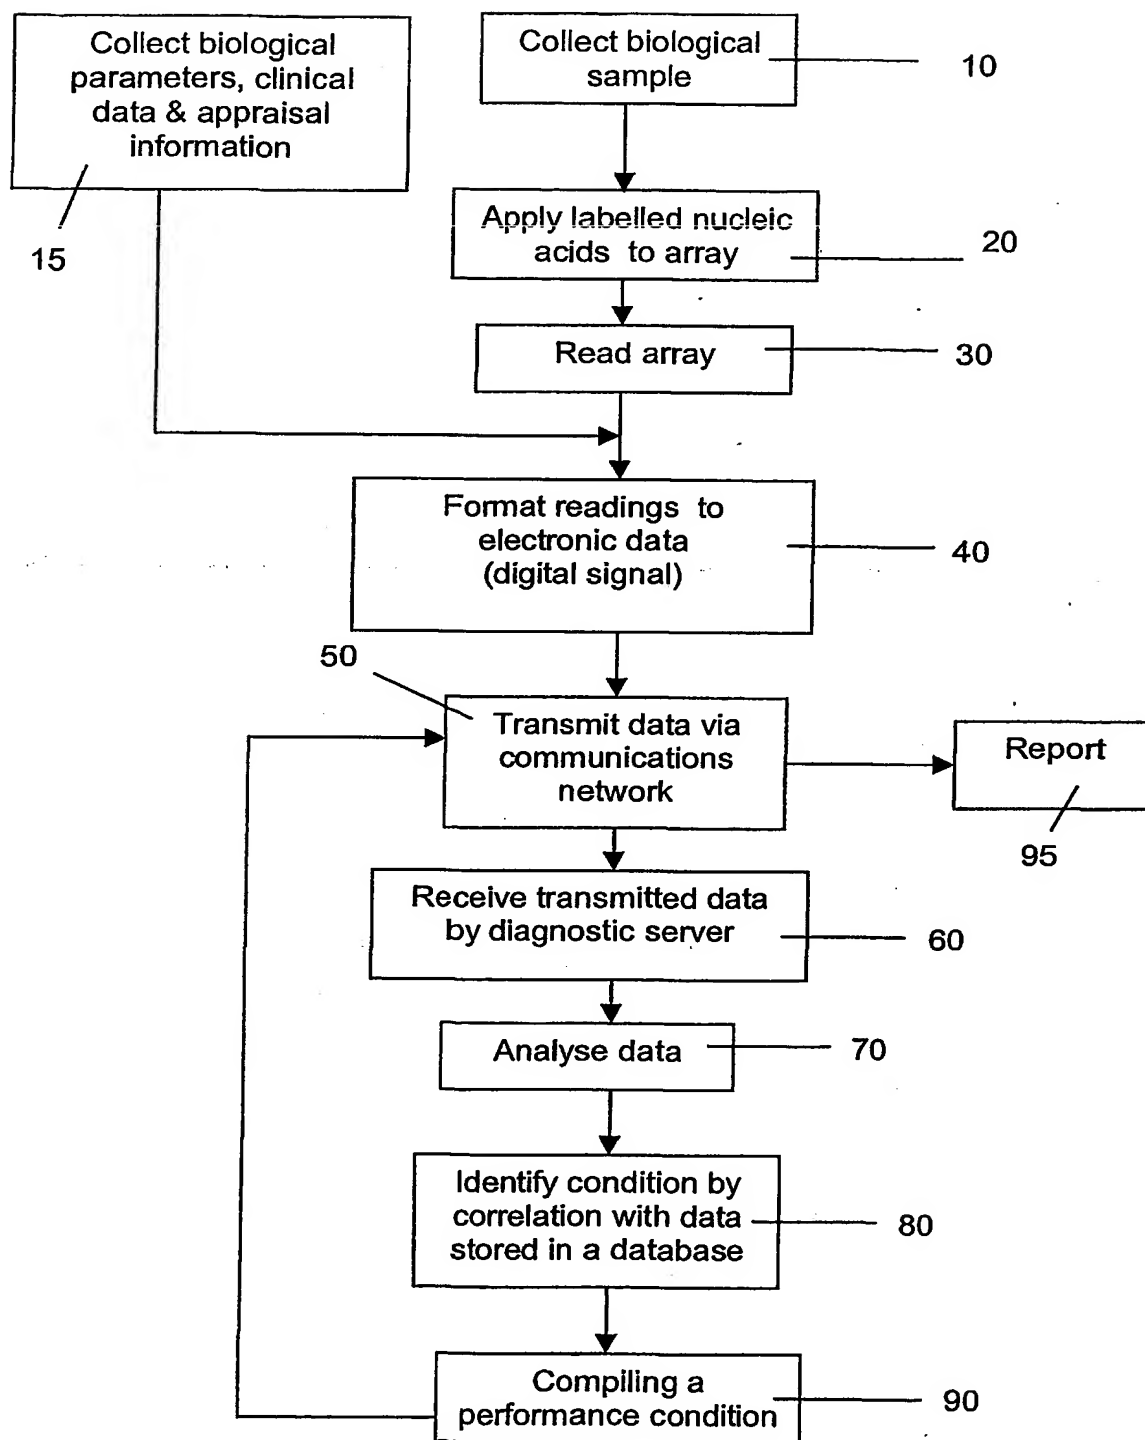 Collect biological
parameters, clinical
data & appraisal
information
15
Collect biological
sample
10
Apply labelled nucleic
acids to array
20
Read array
30
Format readings to
electronic data
(digital signal)
40
50
Transmit data via
communications
network
Report
95
Receive transmitted data
by diagnostic server
60
Analyse data
70
Identify condition by
correlation with data
stored in a database
80
Compiling a
performance condition
90